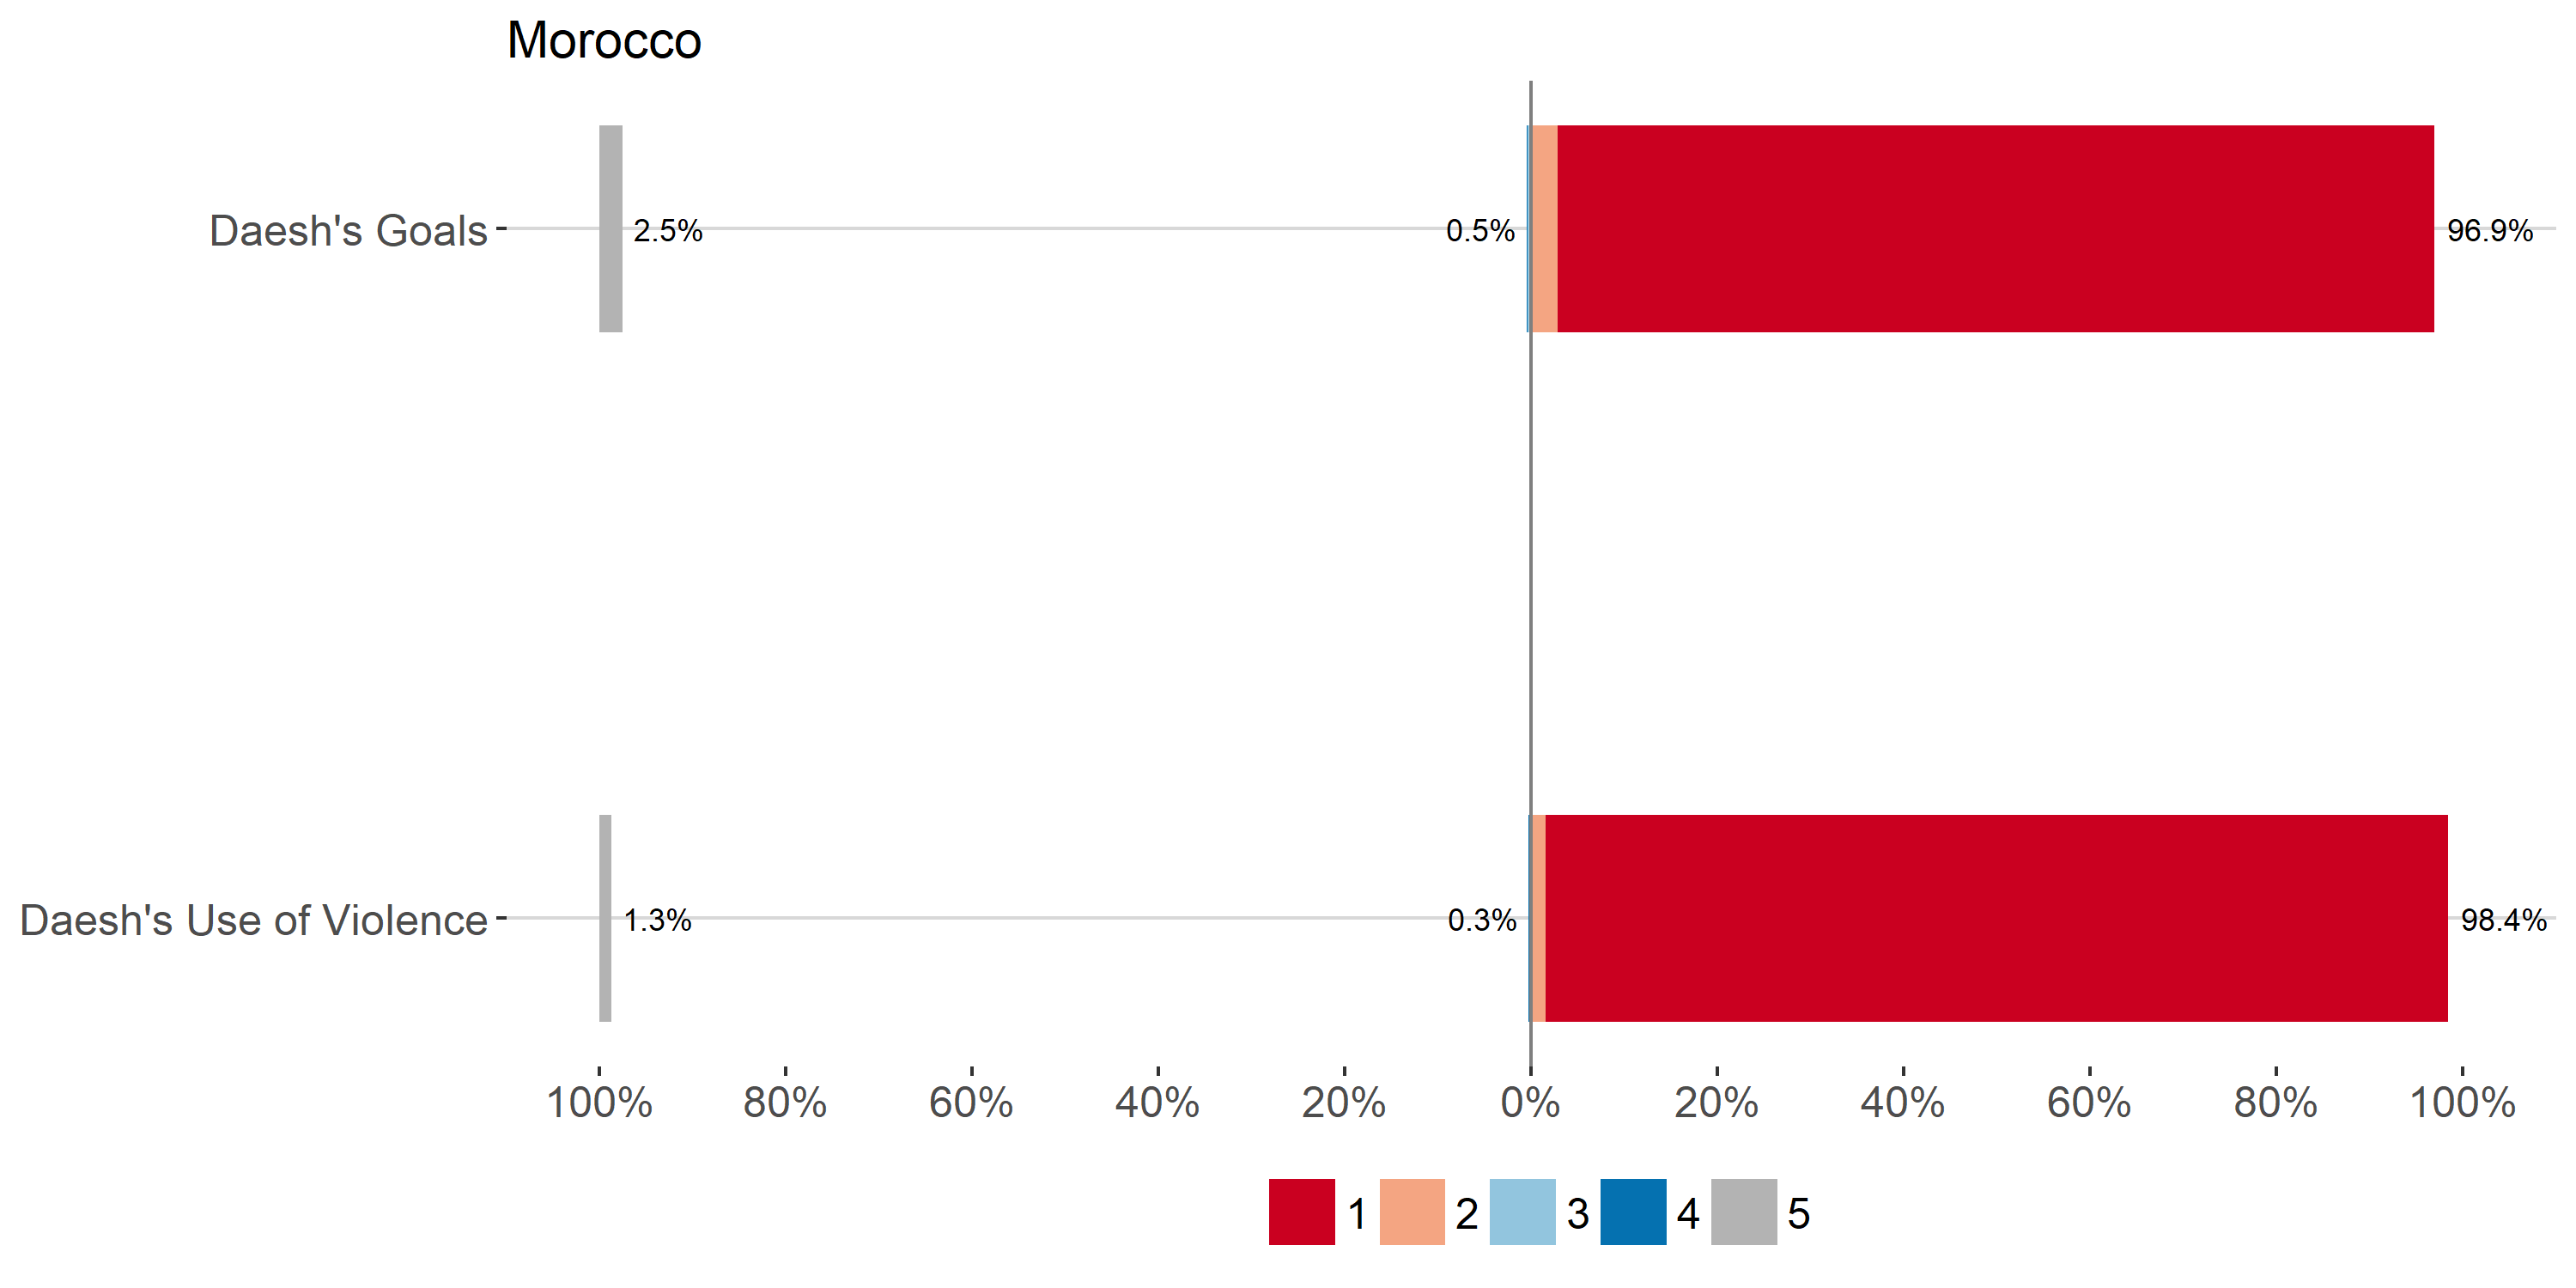 Morocco
Daesh's Goals 2.5% 0.5% 96.9%
Daesh's Use of Violence 1.3% 0.3% 98.4%
100% 80% 60% 40% 20% 0% 20% 40% 60% 80% 100%
1 2 3 4 5